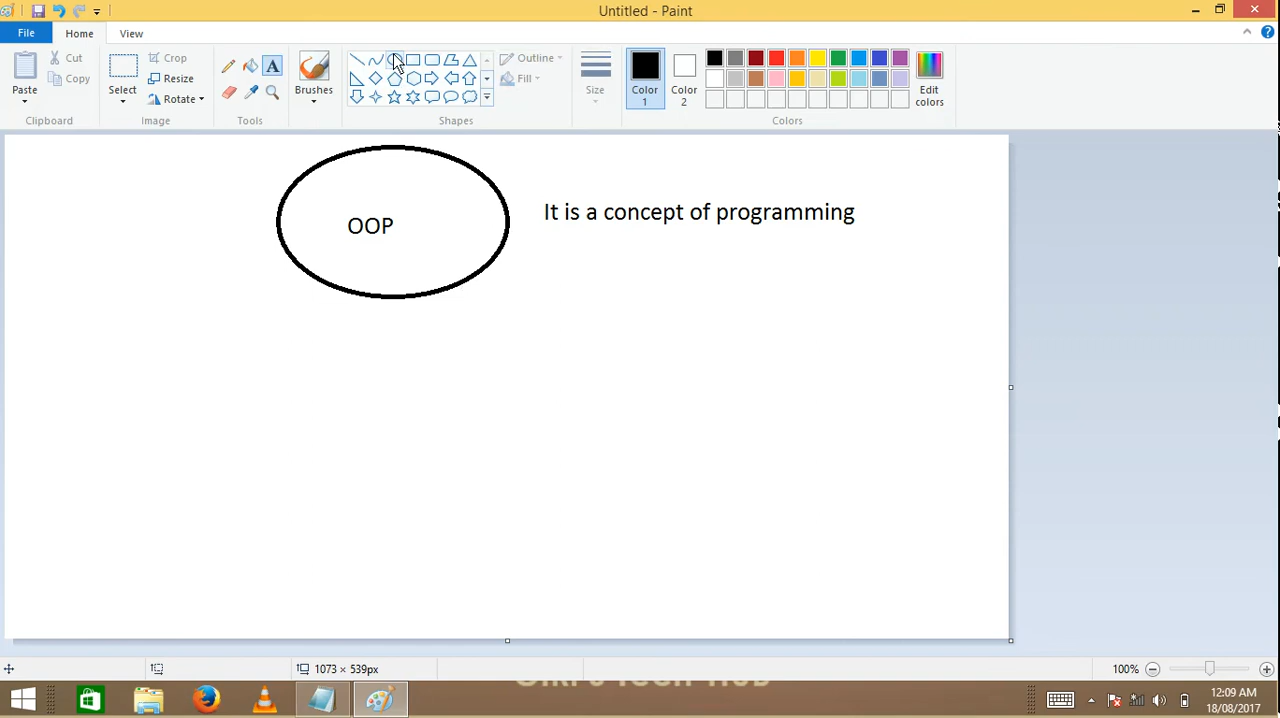 Untitled - Paint
File
Home
View
Paste
Cut
Copy
Clipboard
Select
Crop
Resize
Rotate
Image
A
Tools
Brushes
Outline
Fill
Shapes
Size
Color 1
Color 2
Edit colors
Colors
OOP
It is a concept of programming
1073 × 539px
100%
12:09 AM
18/08/2017